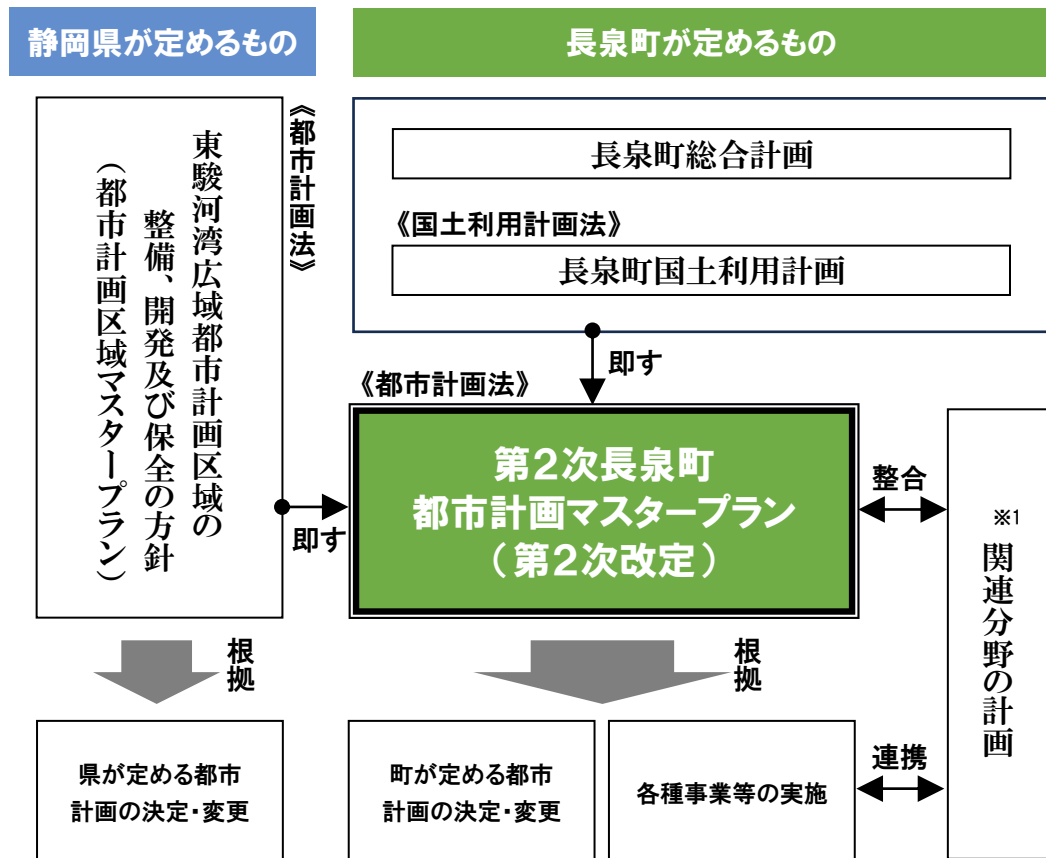 静岡県が定めるもの
長泉町が定めるもの
《都市計画法》
東駿河湾広域都市計画区域の
整備、開発及び保全の方針
（都市計画区域マスタープラン）
長泉町総合計画
《国土利用計画法》
長泉町国土利用計画
即す
《都市計画法》
第2次長泉町
都市計画マスタープラン
（第2次改定）
即す
整合
※1
関連分野の計画
根拠
根拠
県が定める都市
計画の決定・変更
町が定める都市
計画の決定・変更
各種事業等の実施
連携